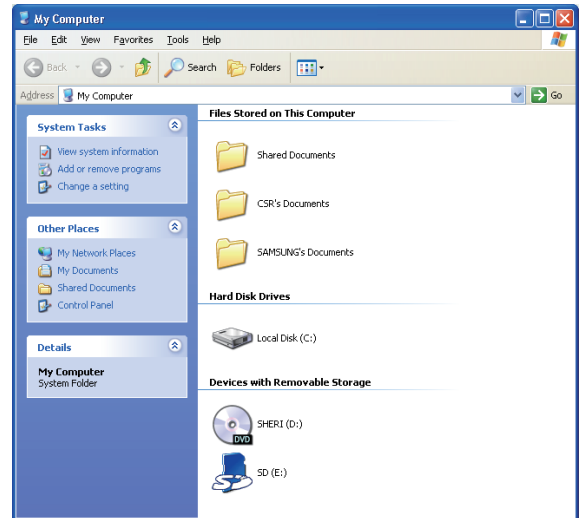 My Computer
File Edit View Favorites Tools Help
Back Search Folders
Address My Computer Go
System Tasks
View system information
Add or remove programs
Change a setting
Other Places
My Network Places
My Documents
Shared Documents
Control Panel
Details
My Computer
System Folder
Files Stored on This Computer
Shared Documents
CSR's Documents
SAMSUNG's Documents
Hard Disk Drives
Local Disk (C:)
Devices with Removable Storage
DVD
SHERI (D:)
SD (E:)